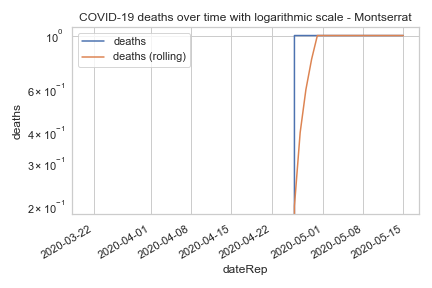 COVID-19 deaths over time with logarithmic scale - Montserrat
deaths
deaths (rolling)
10⁰
6 × 10⁻¹
4 × 10⁻¹
3 × 10⁻¹
2 × 10⁻¹
deaths
2020-03-22
2020-04-01
2020-04-08
2020-04-15
2020-04-22
2020-05-01
2020-05-08
2020-05-15
dateRep